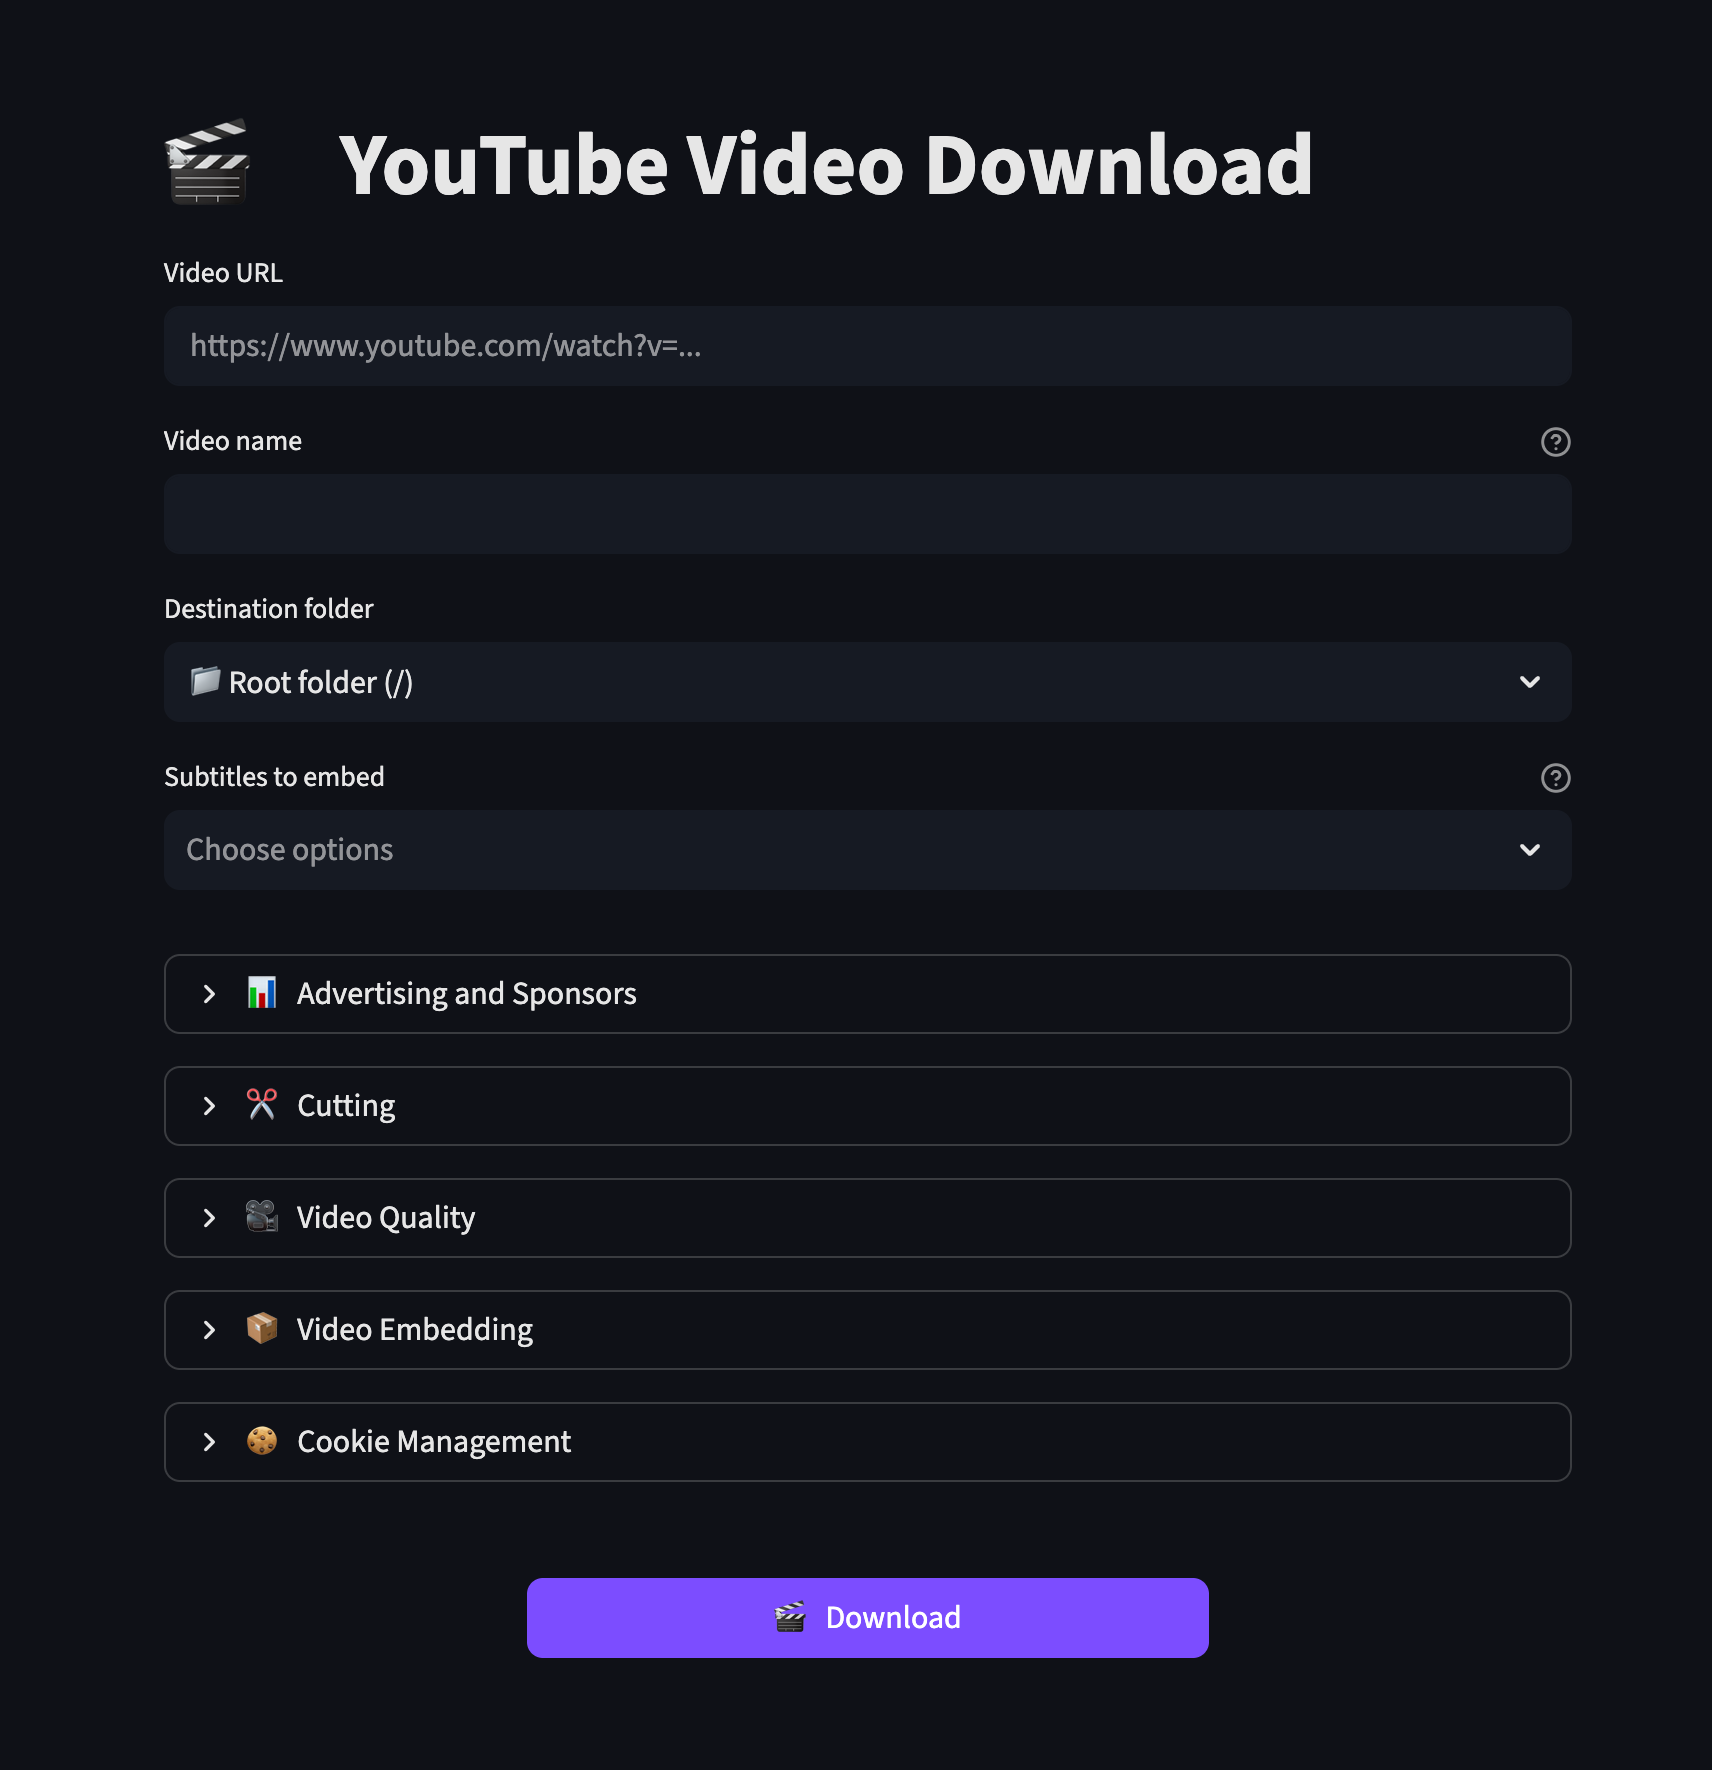 YouTube Video Download
Video URL
https://www.youtube.com/watch?v=...
Video name
Destination folder
Root folder (/)
Subtitles to embed
Choose options
Advertising and Sponsors
Cutting
Video Quality
Video Embedding
Cookie Management
Download